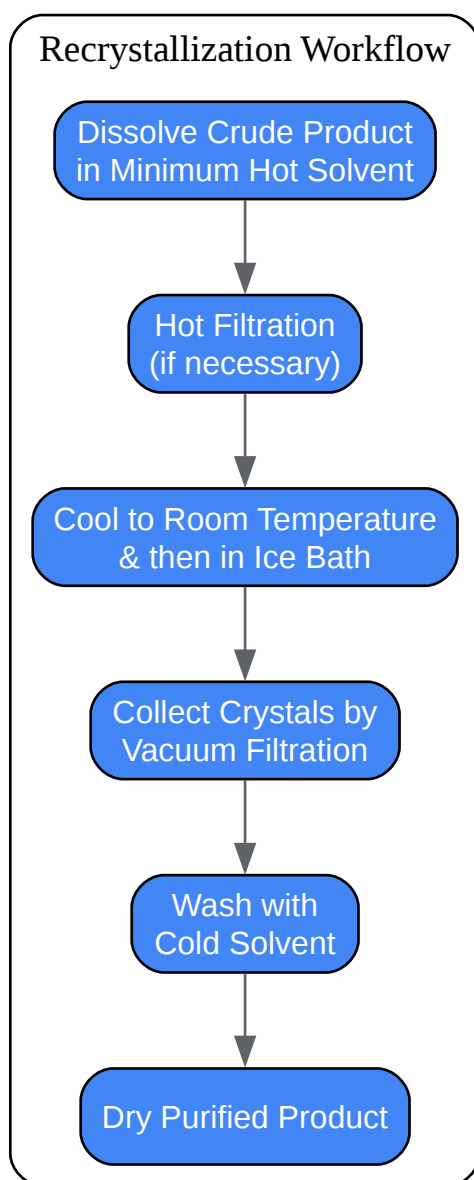 Recrystallization Workflow
Dissolve Crude Product
in Minimum Hot Solvent
Hot Filtration
(if necessary)
Cool to Room Temperature
& then in Ice Bath
Collect Crystals by
Vacuum Filtration
Wash with
Cold Solvent
Dry Purified Product